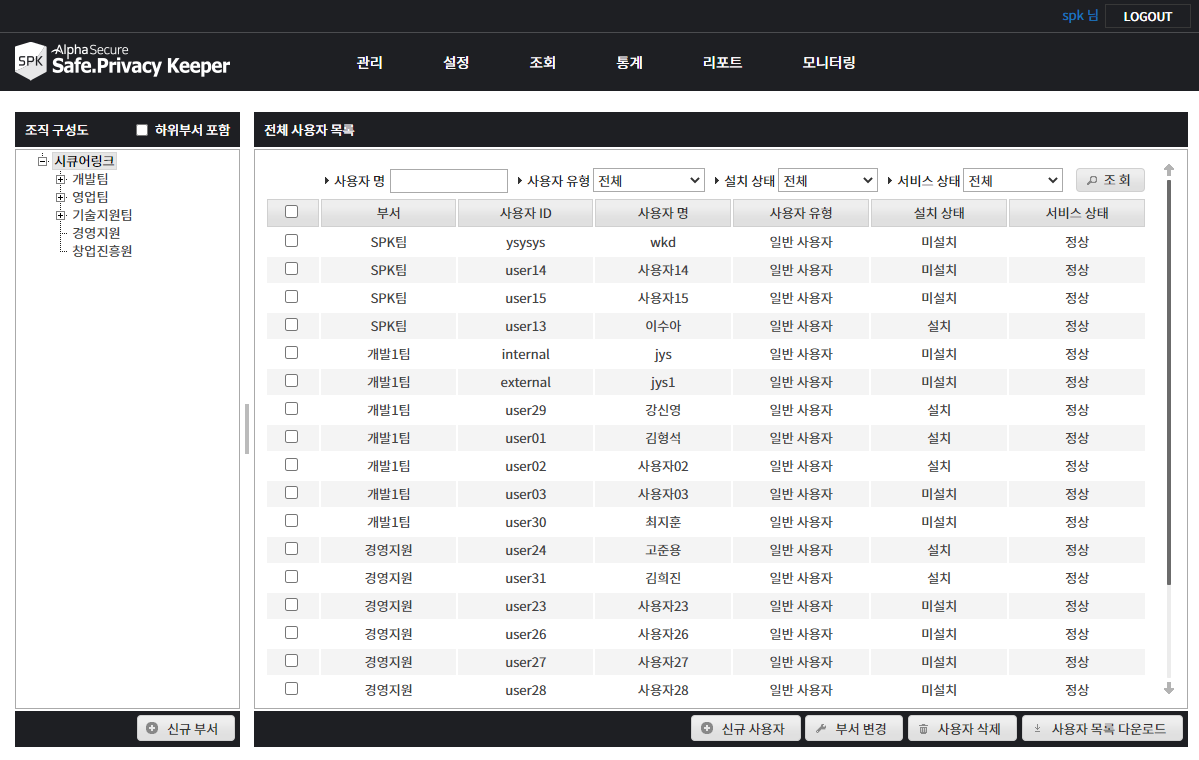 spk 님 LOGOUT
SPK AlphaSecure
Safe.Privacy Keeper
관리 설정 조회 통계 리포트 모니터링
조직 구성도 하위부서 포함
시큐어링크
개발팀
영업팀
기술지원팀
경영지원
창업진흥원
신규 부서
전체 사용자 목록
사용자 명 사용자 유형 전체 설치 상태 전체 서비스 상태 전체 조 회
부서 사용자 ID 사용자 명 사용자 유형 설치 상태 서비스 상태
SPK팀 ysysys wkd 일반 사용자 미설치 정상
SPK팀 user14 사용자14 일반 사용자 미설치 정상
SPK팀 user15 사용자15 일반 사용자 미설치 정상
SPK팀 user13 이수아 일반 사용자 설치 정상
개발1팀 internal jys 일반 사용자 미설치 정상
개발1팀 external jys1 일반 사용자 미설치 정상
개발1팀 user29 강신영 일반 사용자 설치 정상
개발1팀 user01 김형석 일반 사용자 설치 정상
개발1팀 user02 사용자02 일반 사용자 설치 정상
개발1팀 user03 사용자03 일반 사용자 미설치 정상
개발1팀 user30 최지훈 일반 사용자 미설치 정상
경영지원 user24 고준용 일반 사용자 설치 정상
경영지원 user31 김희진 일반 사용자 설치 정상
경영지원 user23 사용자23 일반 사용자 미설치 정상
경영지원 user26 사용자26 일반 사용자 미설치 정상
경영지원 user27 사용자27 일반 사용자 미설치 정상
경영지원 user28 사용자28 일반 사용자 미설치 정상
신규 사용자 부서 변경 사용자 삭제 사용자 목록 다운로드